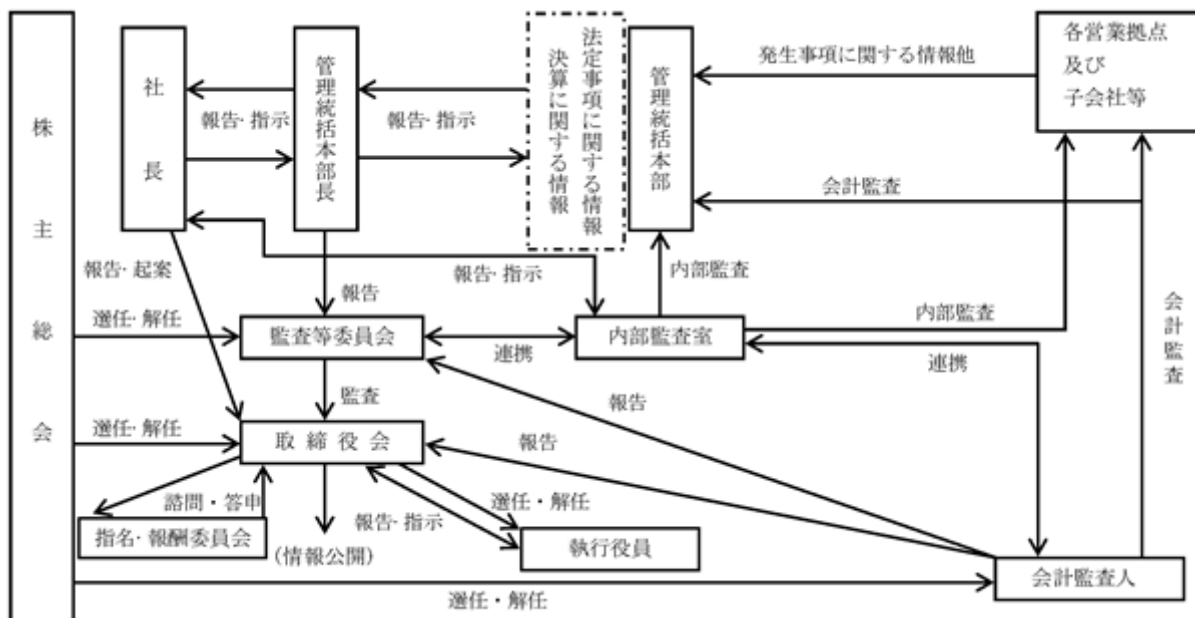 株主総会
社長
管理統括本部長
法定事項に関する情報
決算に関する情報
管理統括本部
各営業拠点
及び
子会社等
発生事項に関する情報他
報告・指示
報告・指示
会計監査
報告・起案
報告
報告・指示
内部監査
選任・解任
監査等委員会
連携
内部監査室
内部監査
連携
会計監査
監査
報告
選任・解任
取締役会
報告
諮問・答申
選任・解任
報告・指示
指名・報酬委員会
(情報公開)
執行役員
会計監査人
選任・解任